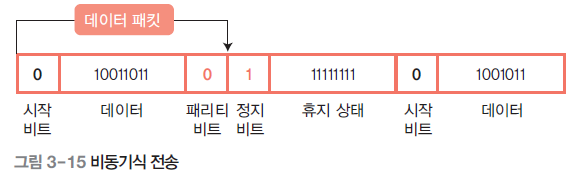 데이터 패킷
0 10011011 0 1 11111111 0 1001011
시작 비트 데이터 패리티 비트 정지 비트 휴지 상태 시작 비트 데이터
그림 3-15 비동기식 전송